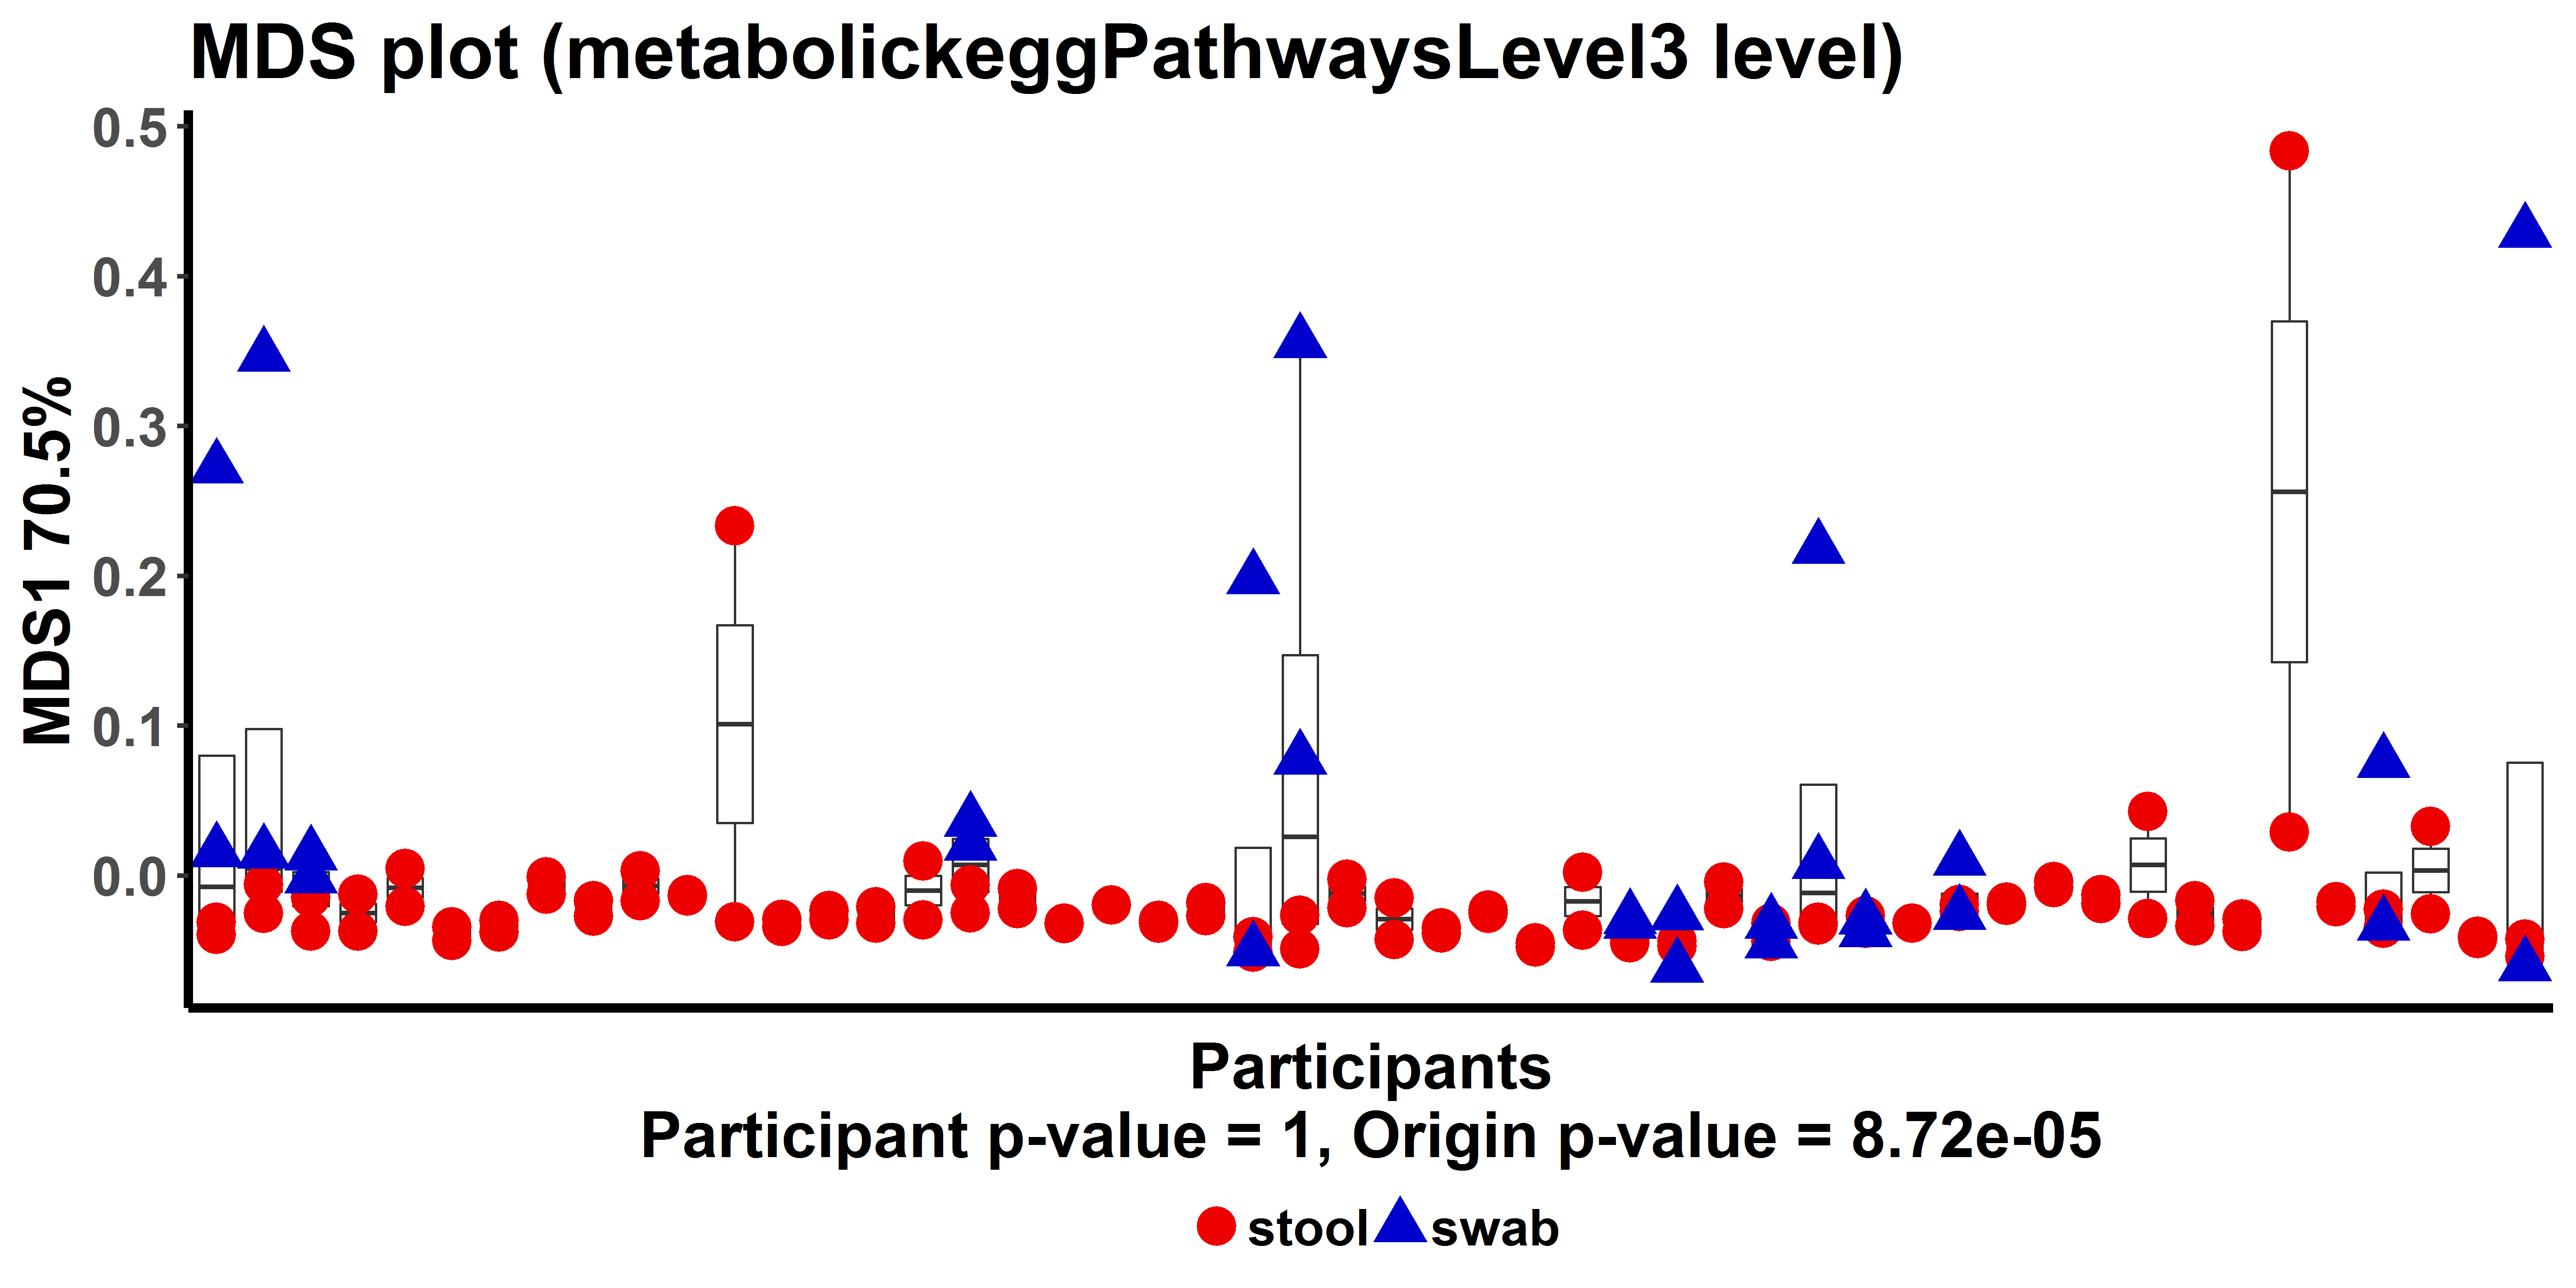 MDS plot (metabolickeggPathwaysLevel3 level)
MDS1 70.5%
0.5
0.4
0.3
0.2
0.1
0.0
Participants
Participant p-value = 1, Origin p-value = 8.72e-05
stool swab